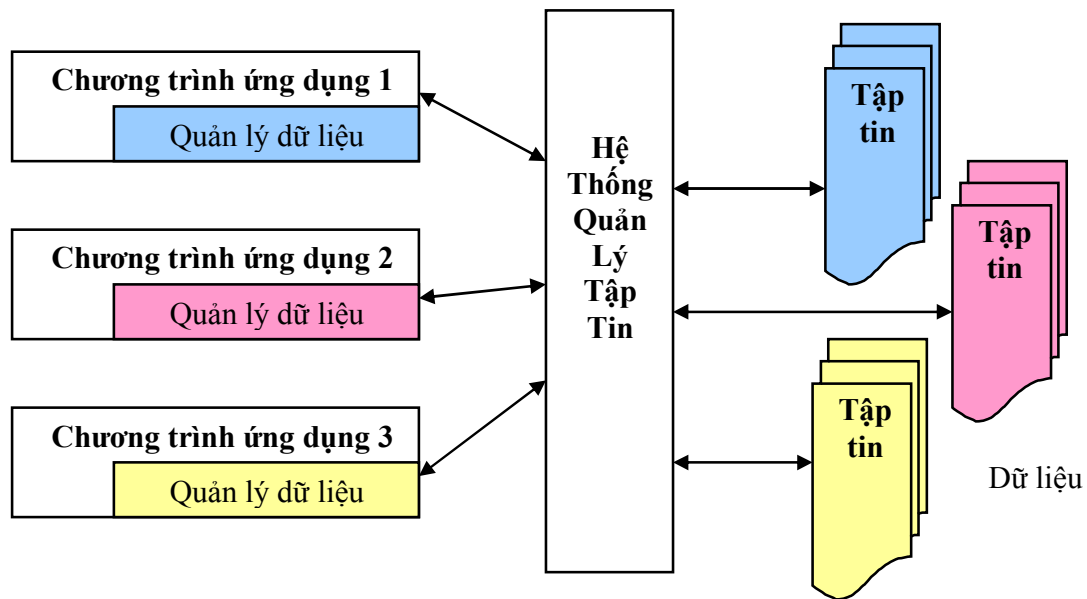 Chương trình ứng dụng 1
Quản lý dữ liệu
Chương trình ứng dụng 2
Quản lý dữ liệu
Chương trình ứng dụng 3
Quản lý dữ liệu
Hệ
Thống
Quản
Lý
Tập
Tin
Tập
tin
Tập
tin
Tập
tin
Dữ liệu